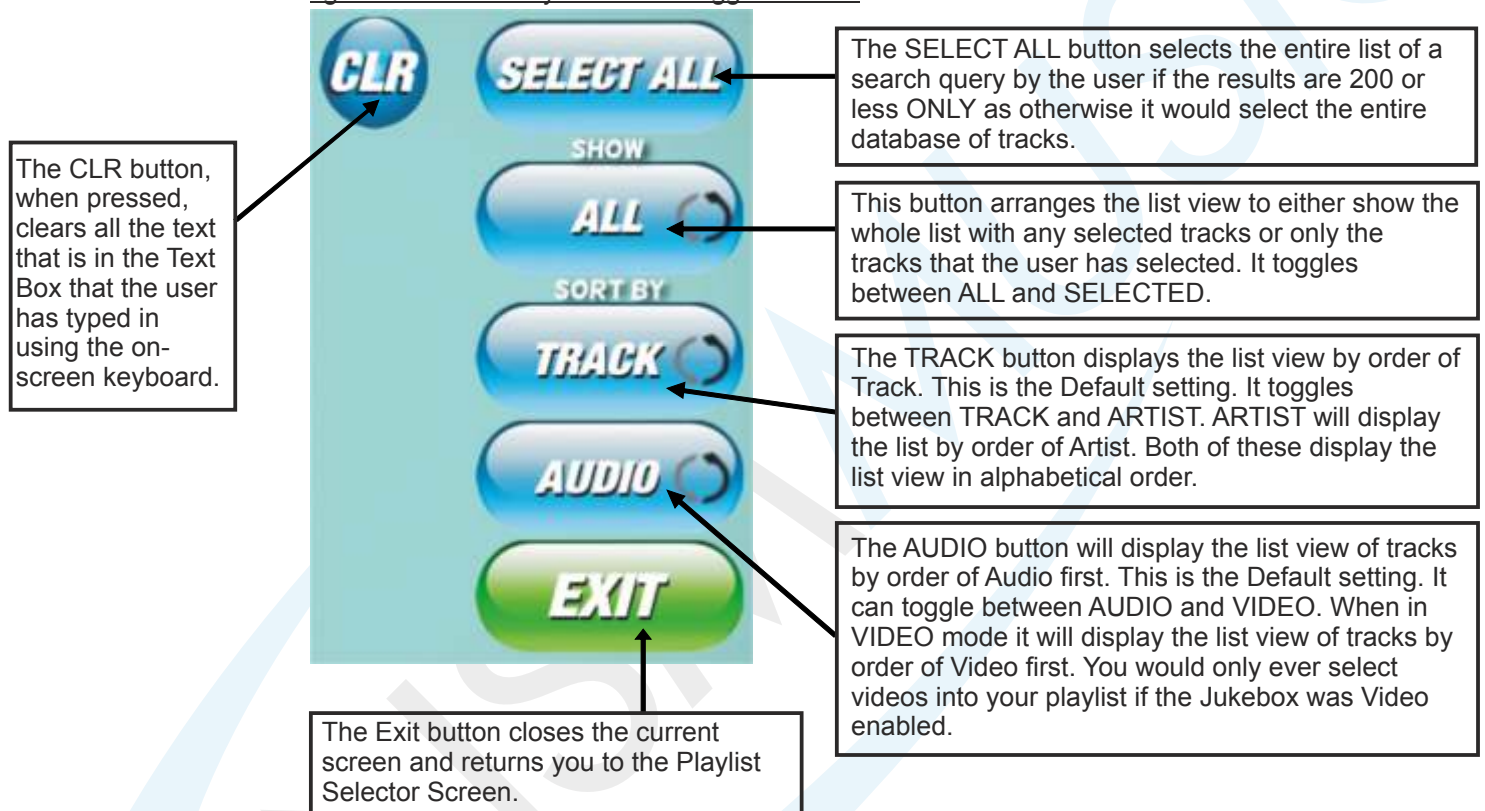 CLR
SELECT ALL
SHOW
ALL
SORT BY
TRACK
AUDIO
EXIT
The CLR button,
when pressed,
clears all the text
that is in the Text
Box that the user
has typed in
using the on-
screen keyboard.
The SELECT ALL button selects the entire list of a
search query by the user if the results are 200 or
less ONLY as otherwise it would select the entire
database of tracks.
This button arranges the list view to either show the
whole list with any selected tracks or only the
tracks that the user has selected. It toggles
between ALL and SELECTED.
The TRACK button displays the list view by order of
Track. This is the Default setting. It toggles
between TRACK and ARTIST. ARTIST will display
the list by order of Artist. Both of these display the
list view in alphabetical order.
The AUDIO button will display the list view of tracks
by order of Audio first. This is the Default setting. It
can toggle between AUDIO and VIDEO. When in
VIDEO mode it will display the list view of tracks by
order of Video first. You would only ever select
videos into your playlist if the Jukebox was Video
enabled.
The Exit button closes the current
screen and returns you to the Playlist
Selector Screen.